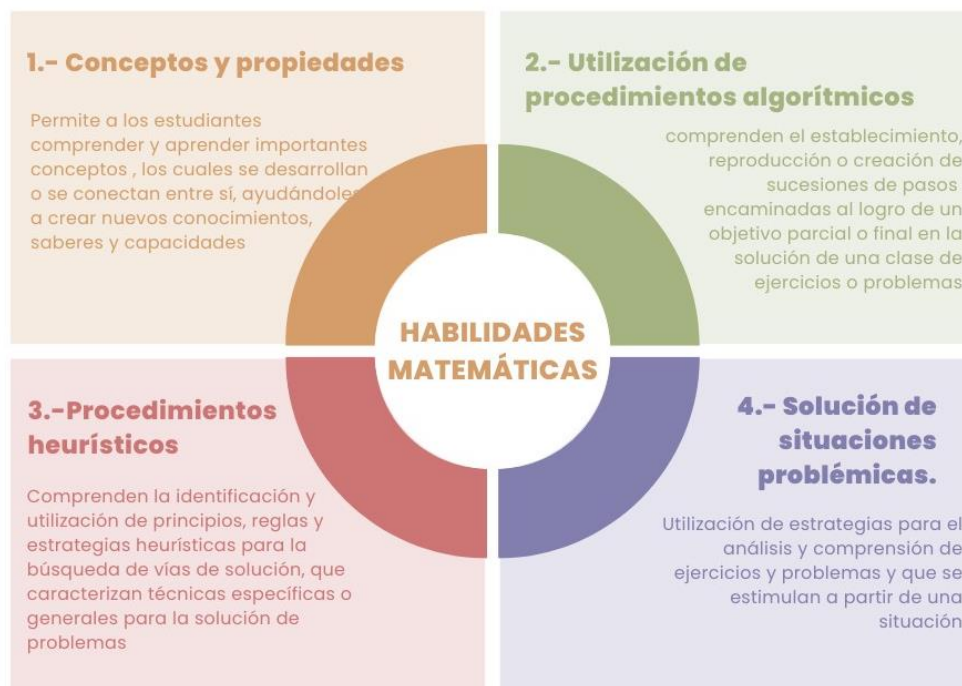 1.- Conceptos y propiedades
Permite a los estudiantes
comprender y aprender importantes
conceptos , los cuales se desarrollan
o se conectan entre sí, ayudándoles
a crear nuevos conocimientos,
saberes y capacidades
2.- Utilización de
procedimientos algorítmicos
comprenden el establecimiento,
reproducción o creación de
sucesiones de pasos
encaminadas al logro de un
objetivo parcial o final en la
solución de una clase de
ejercicios o problemas
HABILIDADES
MATEMÁTICAS
3.-Procedimientos
heurísticos
Comprenden la identificación y
utilización de principios, reglas y
estrategias heurísticas para la
búsqueda de vías de solución, que
caracterizan técnicas específicas o
generales para la solución de
problemas
4.- Solución de
situaciones
problémicas.
Utilización de estrategias para el
análisis y comprensión de
ejercicios y problemas y que se
estimulan a partir de una
situación